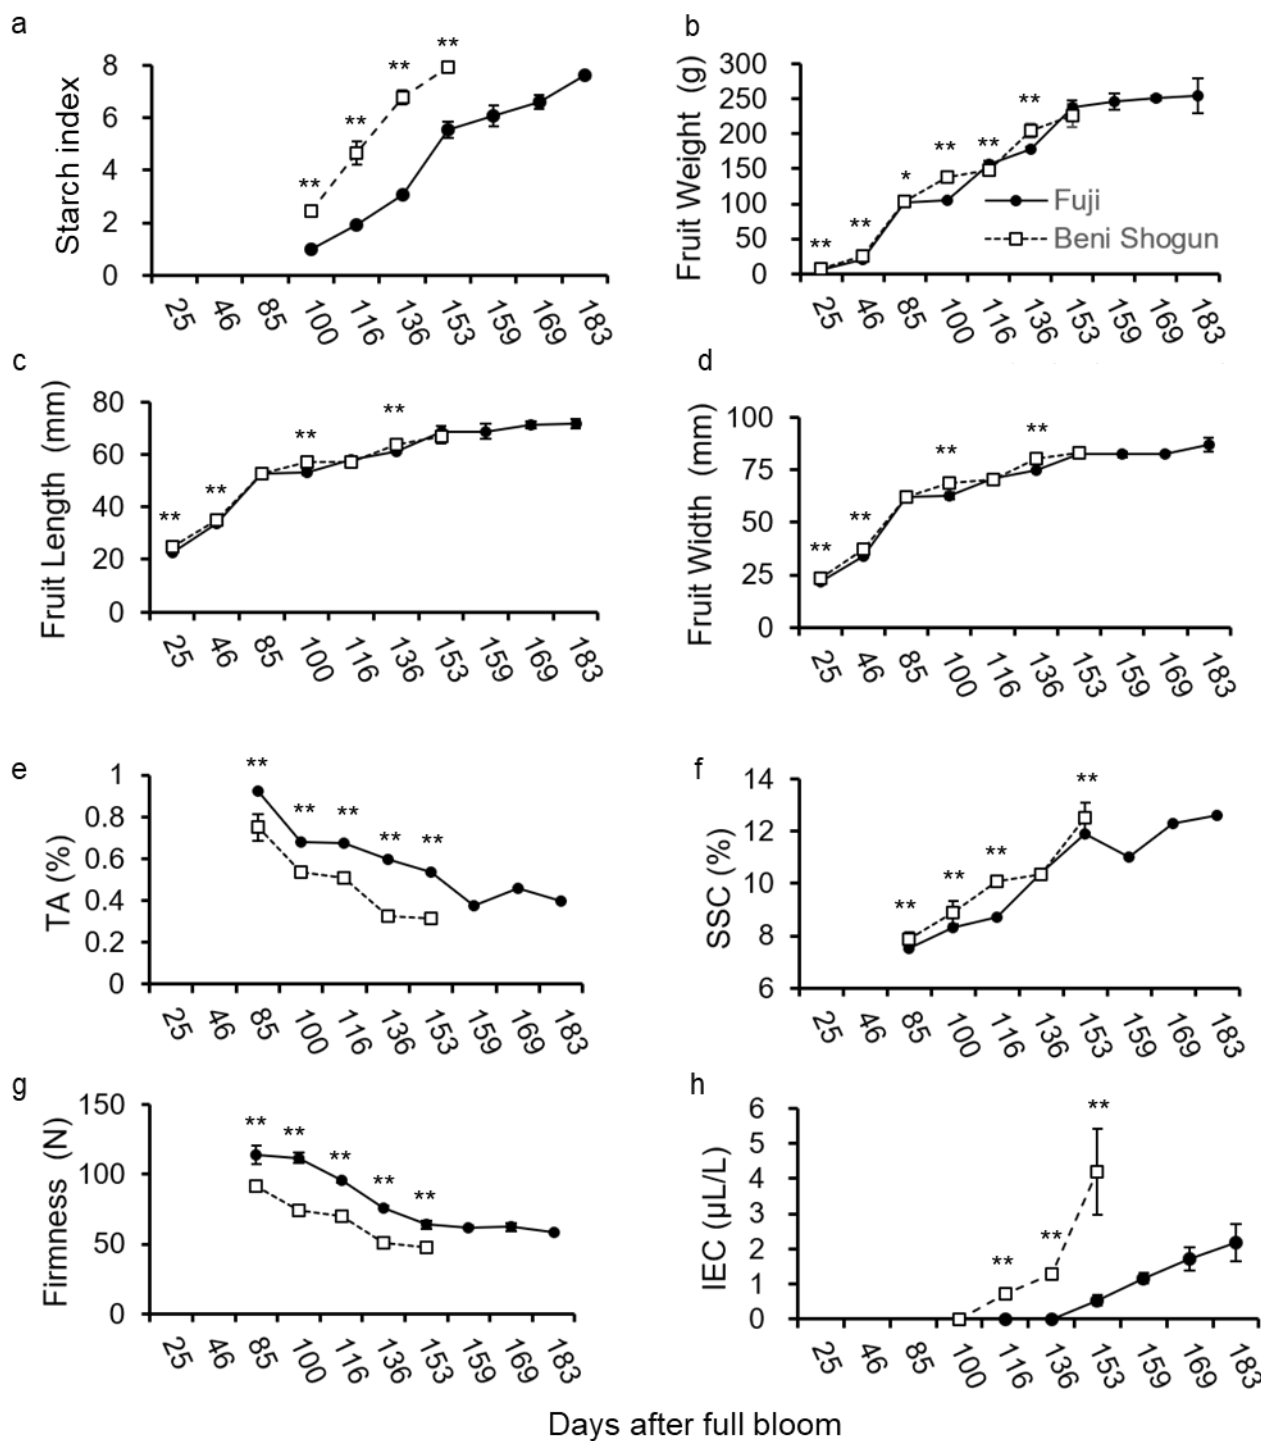 a
Starch index
8
6
4
2
0
** ** ** **
25 46 85 100 116 136 153 159 169 183
b
Fruit Weight (g)
300
250
200
150
100
50
0
** ** * ** ** **
Fuji
Beni Shogun
25 46 85 100 116 136 153 159 169 183
c
Fruit Length (mm)
80
60
40
20
0
** ** ** **
25 46 85 100 116 136 153 159 169 183
d
Fruit Width (mm)
100
75
50
25
0
** ** ** **
25 46 85 100 116 136 153 159 169 183
e
TA (%)
1
0.8
0.6
0.4
0.2
0
** ** ** ** **
25 46 85 100 116 136 153 159 169 183
f
SSC (%)
14
12
10
8
6
** ** ** **
25 46 85 100 116 136 153 159 169 183
g
Firmness (N)
150
100
50
0
** ** ** ** **
25 46 85 100 116 136 153 159 169 183
h
IEC (µL/L)
6
5
4
3
2
1
0
** ** **
25 46 85 100 116 136 153 159 169 183
Days after full bloom